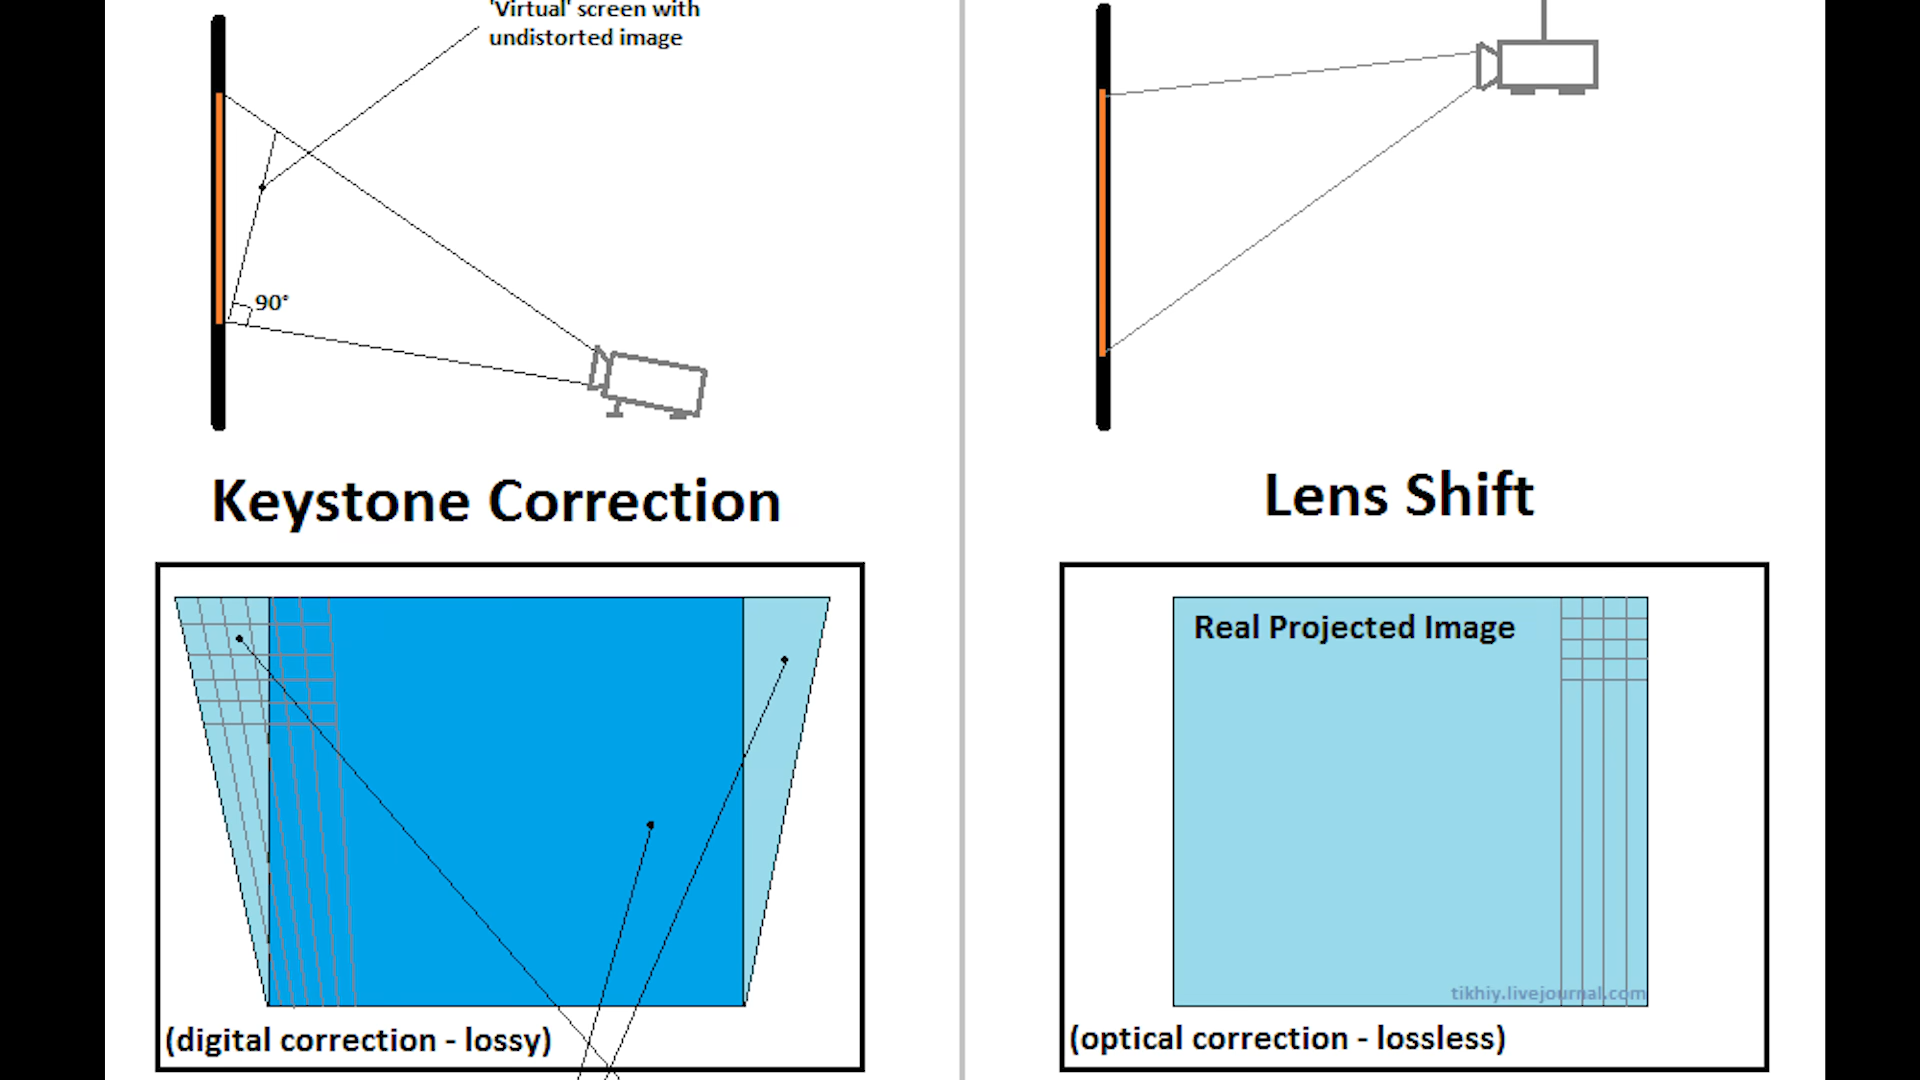 'Virtual' screen with
undistorted image
90°
Keystone Correction
(digital correction - lossy)
Lens Shift
Real Projected Image
tikhiy.livejournal.com
(optical correction - lossless)